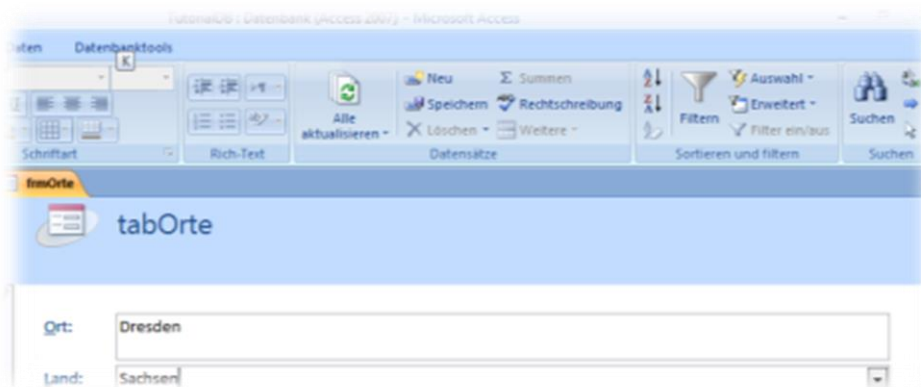 TutorialDB : Datenbank (Access 2007) - Microsoft Access
Daten Datenbanktools
K
Alle aktualisieren
Neu Σ Summen
Speichern Rechtschreibung
Löschen Weitere
Filtern
Auswahl
Erweitert
Filter ein/aus
Suchen
Schriftart Rich-Text Datensätze Sortieren und filtern Suchen
frmOrte
tabOrte
Ort: Dresden
Land: Sachsen